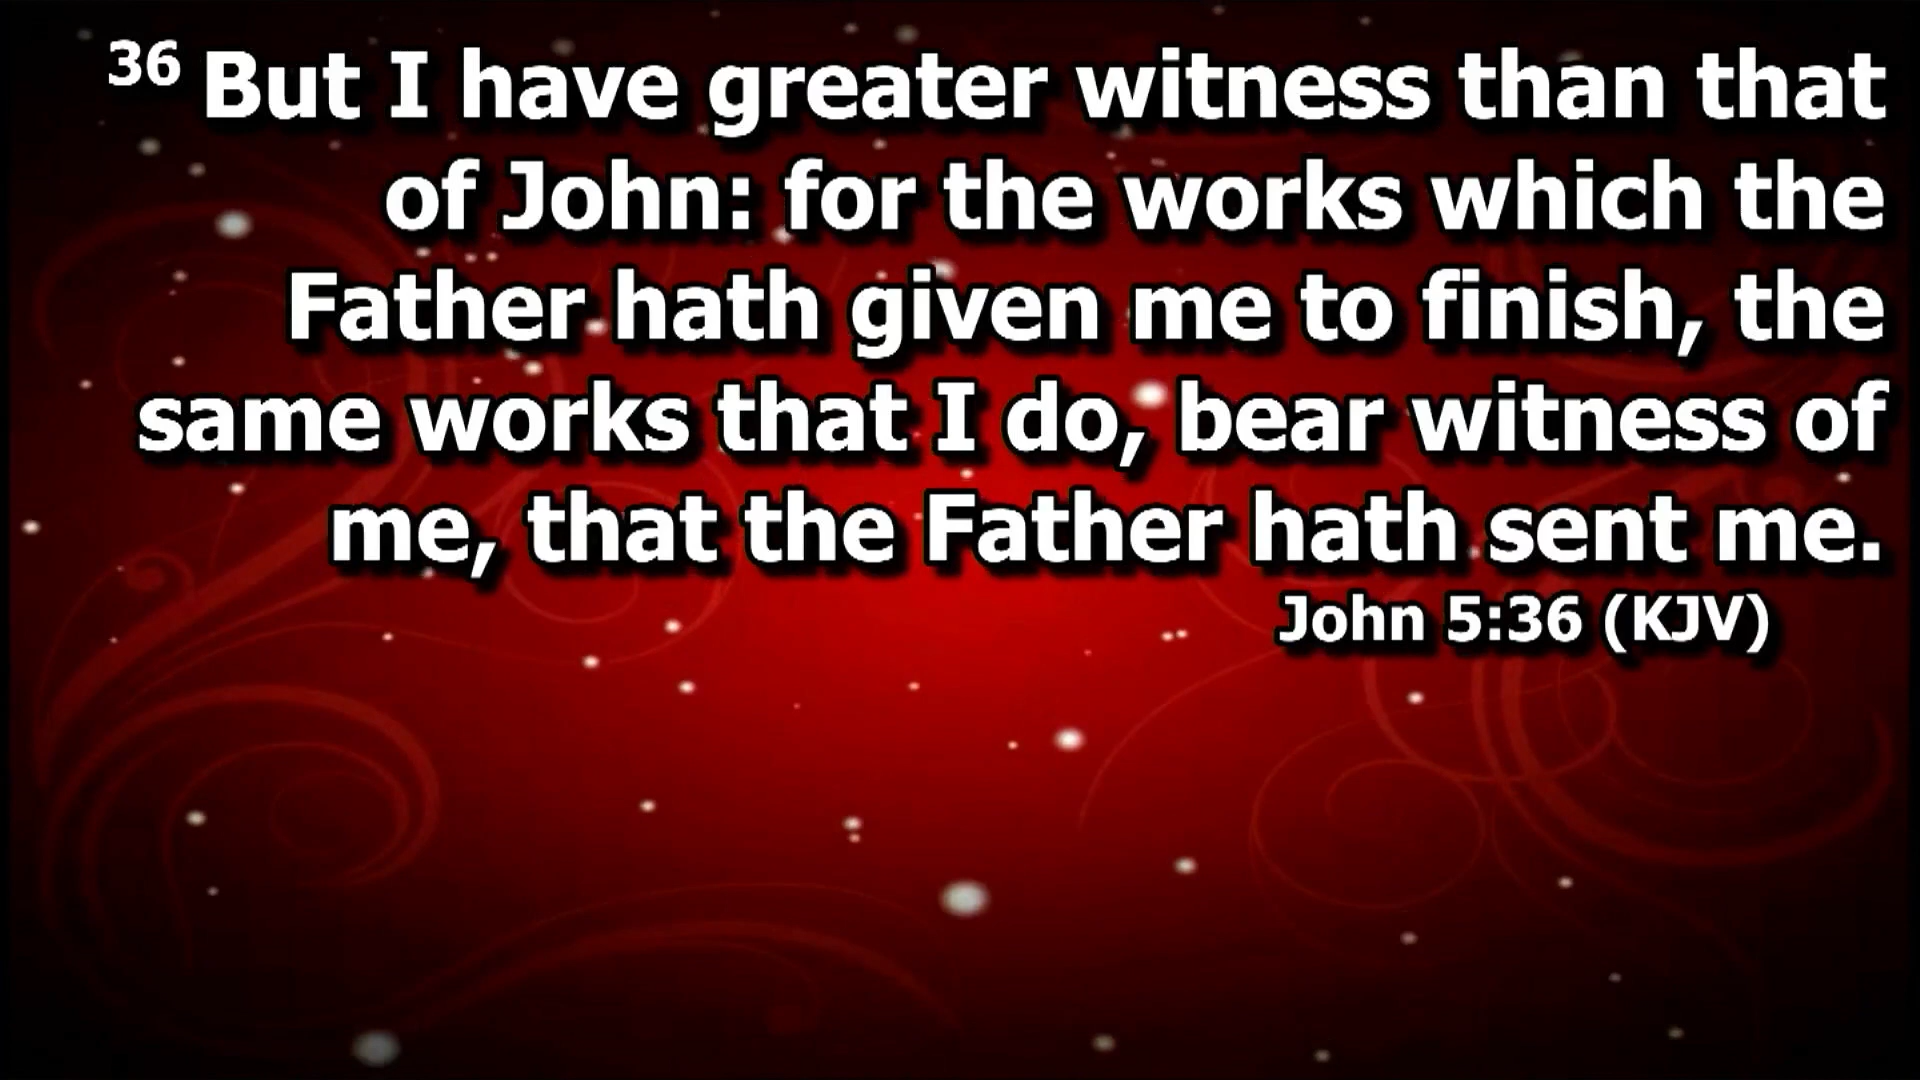 36 But I have greater witness than that
of John: for the works which the
Father hath given me to finish, the
same works that I do, bear witness of
me, that the Father hath sent me.
John 5:36 (KJV)